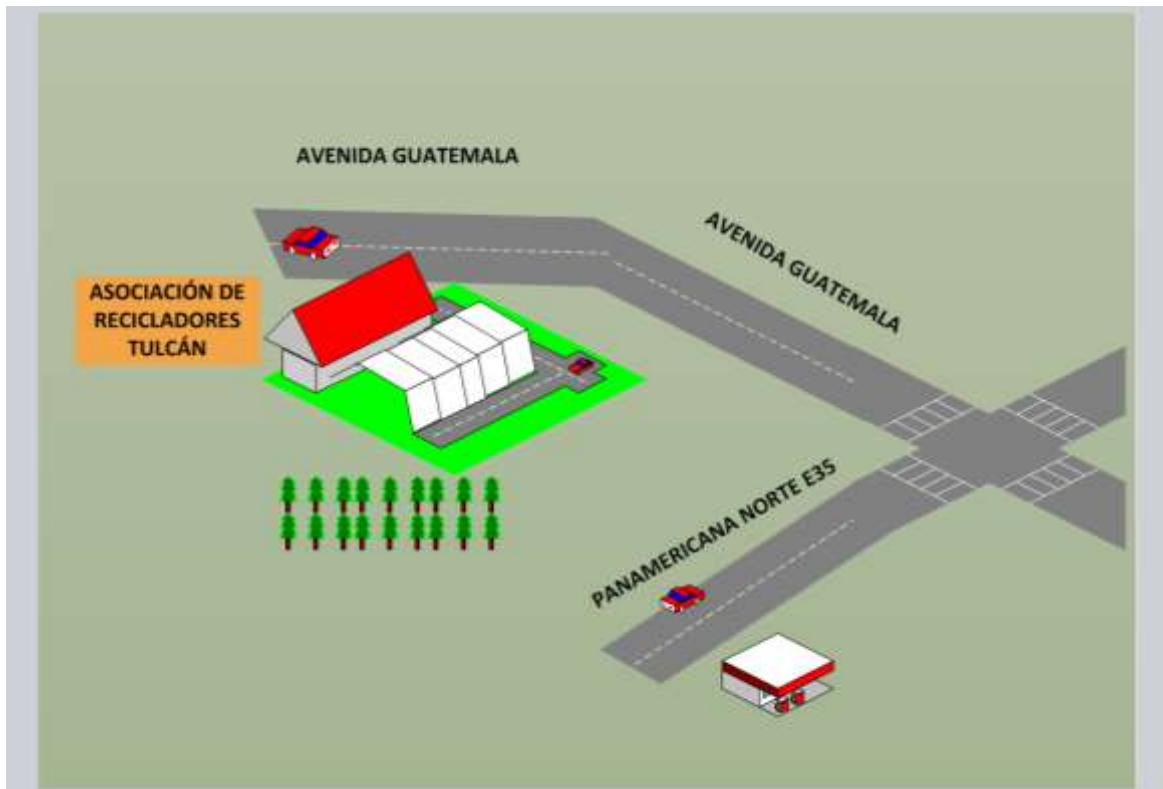 AVENIDA GUATEMALA
AVENIDA GUATEMALA
ASOCIACIÓN DE
RECICLADORES
TULCÁN
PANAMERICANA NORTE E35